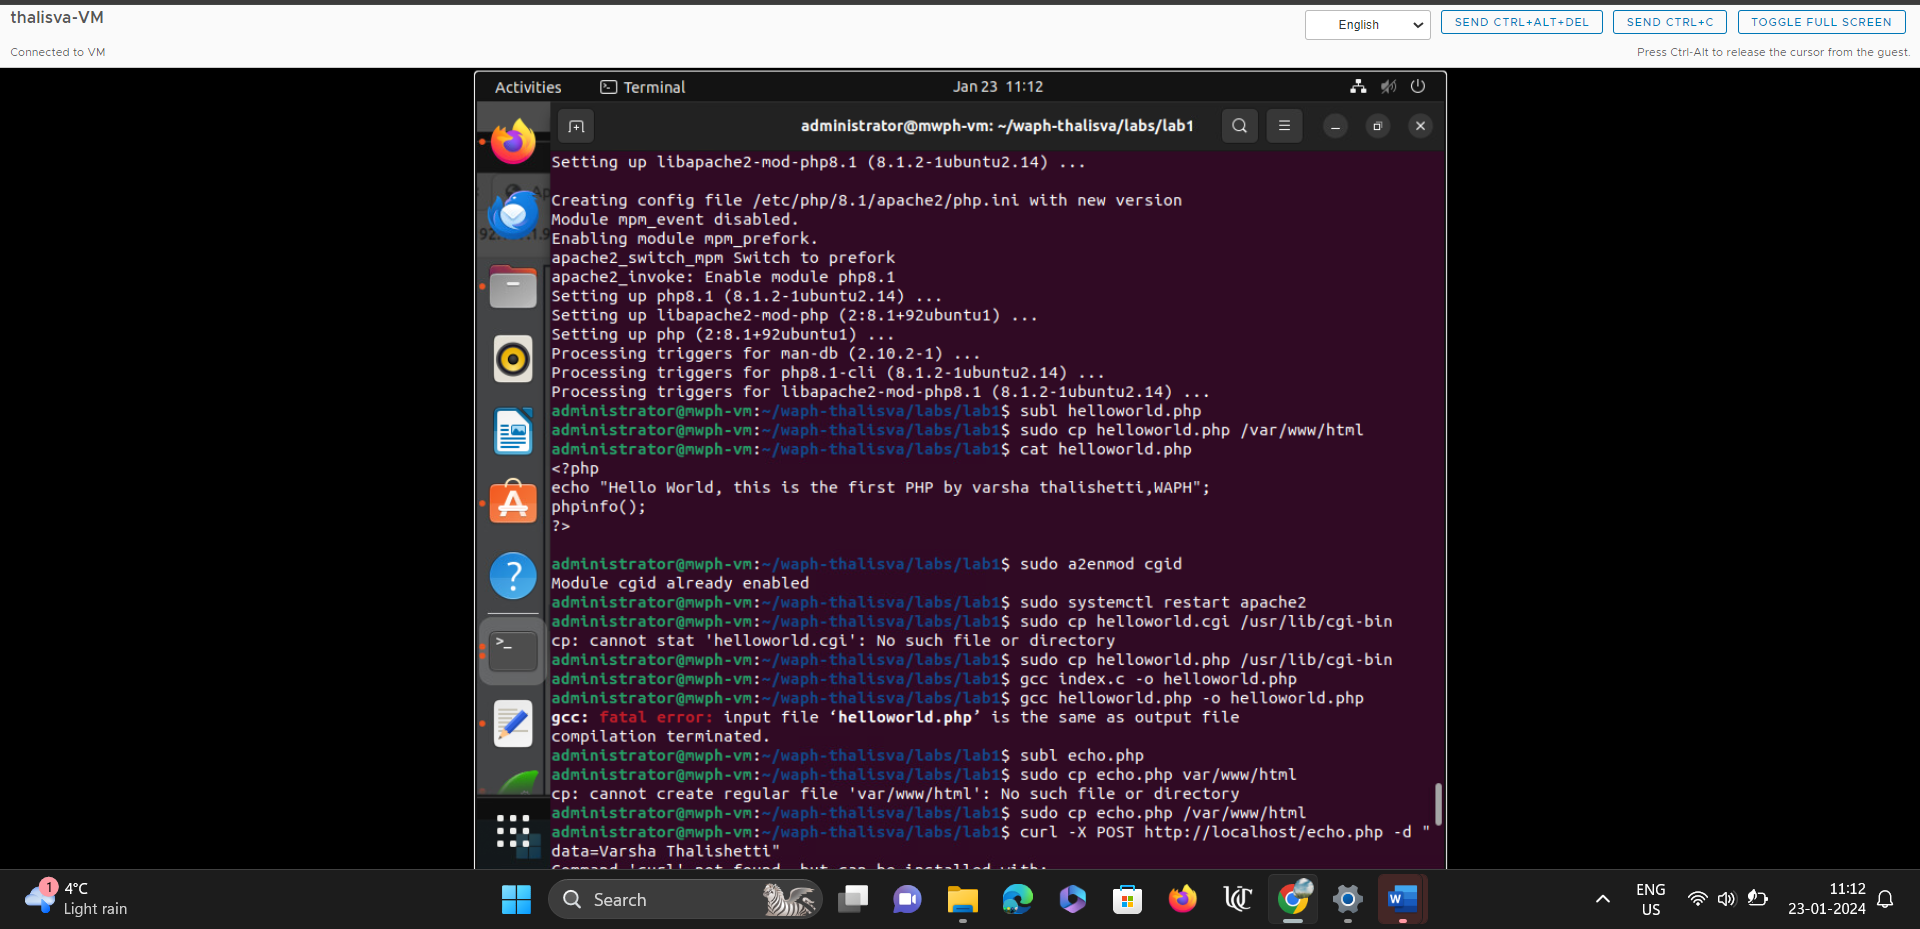 thalisva-VM
Connected to VM
English
SEND CTRL+ALT+DEL
SEND CTRL+C
TOGGLE FULL SCREEN
Press Ctrl-Alt to release the cursor from the guest.
Activities
Terminal
Jan 23 11:12
administrator@mwph-vm: ~/waph-thalisva/labs/lab1
Setting up libapache2-mod-php8.1 (8.1.2-1ubuntu2.14) ...
Creating config file /etc/php/8.1/apache2/php.ini with new version
Module mpm_event disabled.
Enabling module mpm_prefork.
apache2_switch_mpm Switch to prefork
apache2_invoke: Enable module php8.1
Setting up php8.1 (8.1.2-1ubuntu2.14) ...
Setting up libapache2-mod-php (2:8.1+92ubuntu1) ...
Setting up php (2:8.1+92ubuntu1) ...
Processing triggers for man-db (2.10.2-1) ...
Processing triggers for php8.1-cli (8.1.2-1ubuntu2.14) ...
Processing triggers for libapache2-mod-php8.1 (8.1.2-1ubuntu2.14) ...
administrator@mwph-vm:~/waph-thalisva/labs/lab1$ subl helloworld.php
administrator@mwph-vm:~/waph-thalisva/labs/lab1$ sudo cp helloworld.php /var/www/html
administrator@mwph-vm:~/waph-thalisva/labs/lab1$ cat helloworld.php
<?php
echo "Hello World, this is the first PHP by varsha thalishetti,WAPH";
phpinfo();
?>
administrator@mwph-vm:~/waph-thalisva/labs/lab1$ sudo a2enmod cgid
Module cgid already enabled
administrator@mwph-vm:~/waph-thalisva/labs/lab1$ sudo systemctl restart apache2
administrator@mwph-vm:~/waph-thalisva/labs/lab1$ sudo cp helloworld.cgi /usr/lib/cgi-bin
cp: cannot stat 'helloworld.cgi': No such file or directory
administrator@mwph-vm:~/waph-thalisva/labs/lab1$ sudo cp helloworld.php /usr/lib/cgi-bin
administrator@mwph-vm:~/waph-thalisva/labs/lab1$ gcc index.c -o helloworld.php
administrator@mwph-vm:~/waph-thalisva/labs/lab1$ gcc helloworld.php -o helloworld.php
gcc: fatal error: input file ‘helloworld.php’ is the same as output file
compilation terminated.
administrator@mwph-vm:~/waph-thalisva/labs/lab1$ subl echo.php
administrator@mwph-vm:~/waph-thalisva/labs/lab1$ sudo cp echo.php var/www/html
cp: cannot create regular file 'var/www/html': No such file or directory
administrator@mwph-vm:~/waph-thalisva/labs/lab1$ sudo cp echo.php /var/www/html
administrator@mwph-vm:~/waph-thalisva/labs/lab1$ curl -X POST http://localhost/echo.php -d "
data=Varsha Thalishetti"
Command 'curl' not found, but can be installed with:
1
4°C
Light rain
Search
ENG
US
11:12
23-01-2024